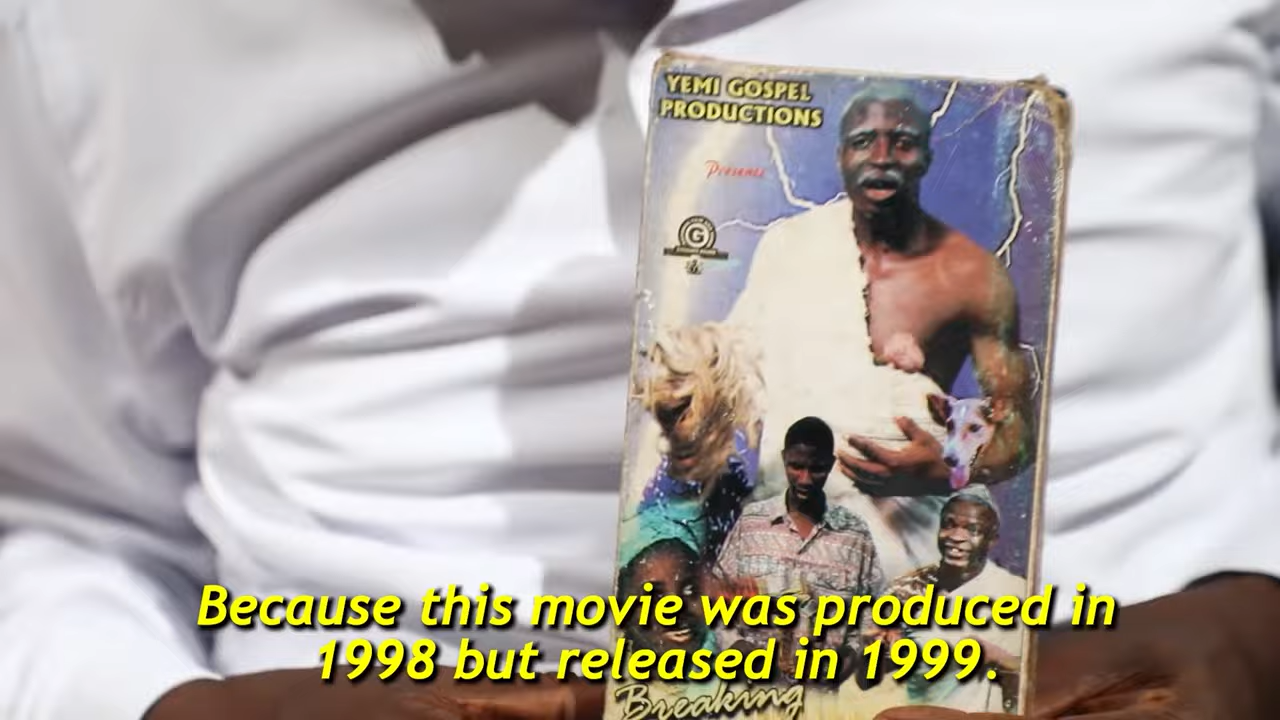 YEMI GOSPEL
PRODUCTIONS
Presents
G
Because this movie was produced in
1998 but released in 1999.
Breaking